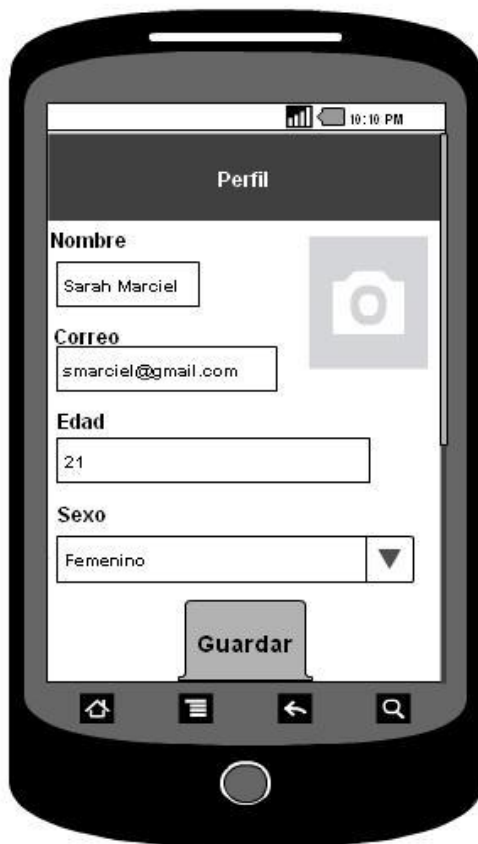 10:10 PM
Perfil
Nombre
Sarah Marciel
Correo
smarciel@gmail.com
Edad
21
Sexo
Femenino
Guardar